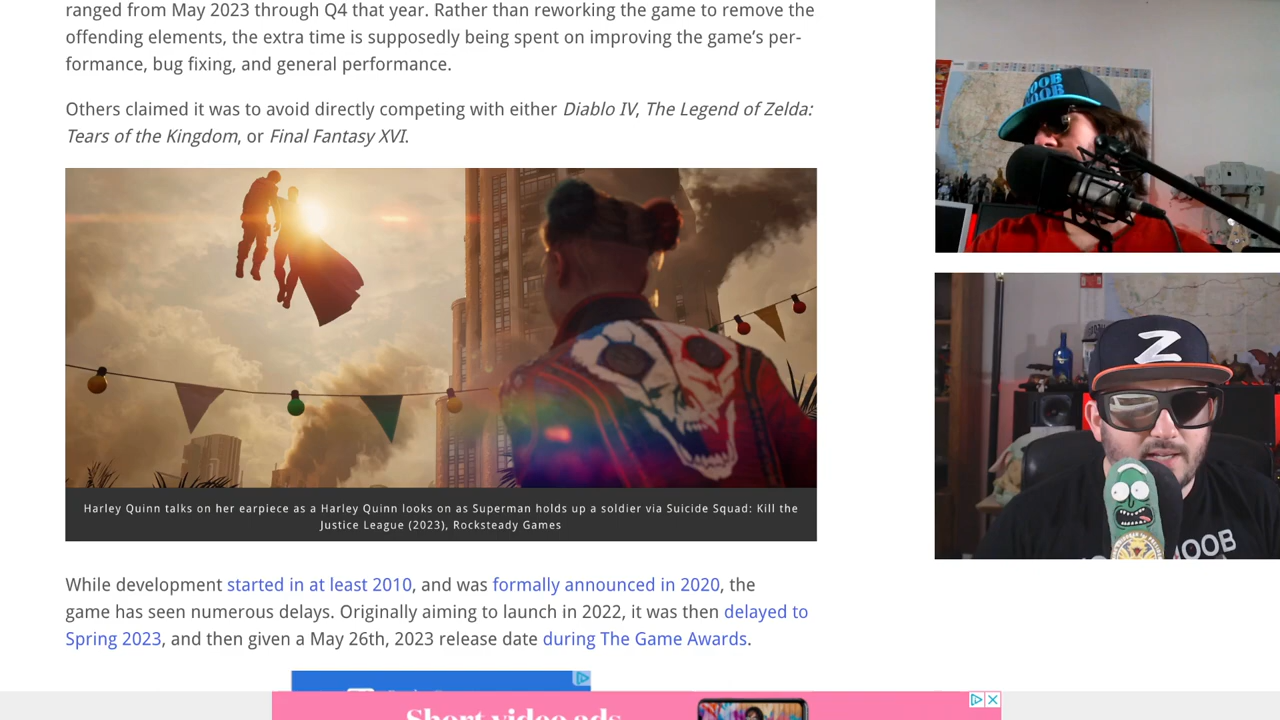 ranged from May 2023 through Q4 that year. Rather than reworking the game to remove the
offending elements, the extra time is supposedly being spent on improving the game’s per-
formance, bug fixing, and general performance.
Others claimed it was to avoid directly competing with either Diablo IV, The Legend of Zelda:
Tears of the Kingdom, or Final Fantasy XVI.
Harley Quinn talks on her earpiece as a Harley Quinn looks on as Superman holds up a soldier via Suicide Squad: Kill the
Justice League (2023), Rocksteady Games
While development started in at least 2010, and was formally announced in 2020, the
game has seen numerous delays. Originally aiming to launch in 2022, it was then delayed to
Spring 2023, and then given a May 26th, 2023 release date during The Game Awards.
Short video ads
NOOB
NOOB
Z
NOOB